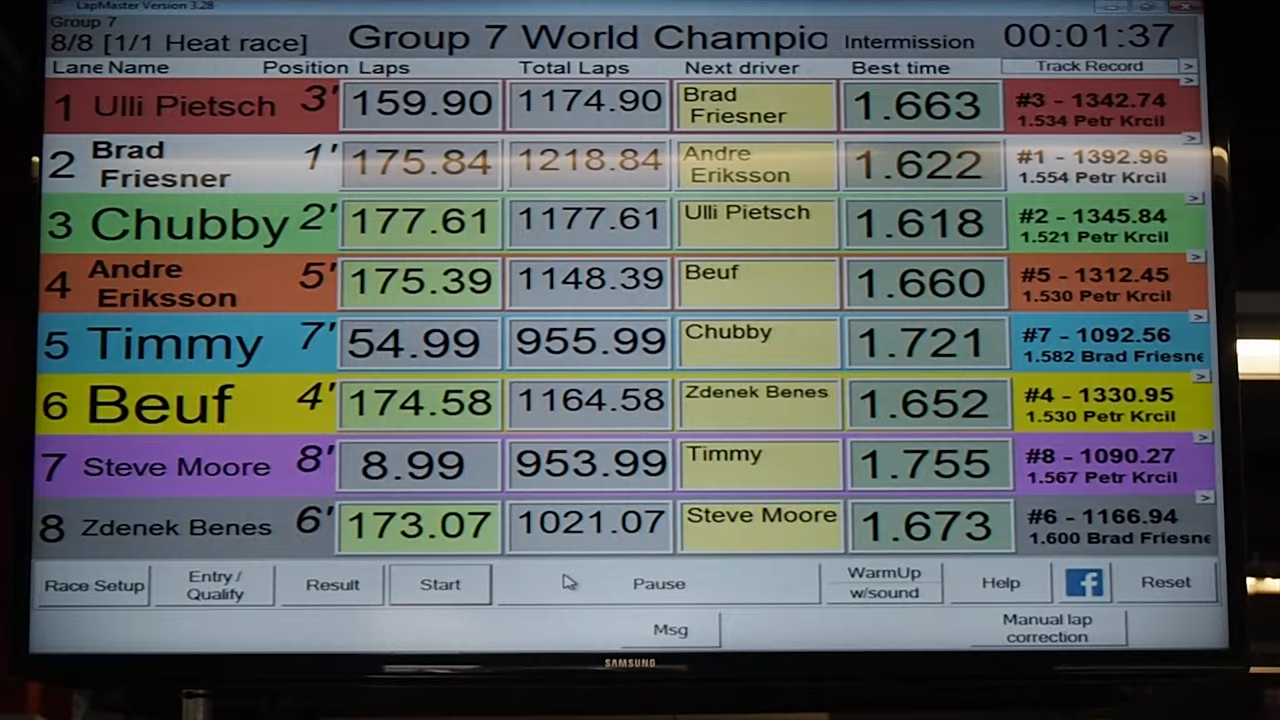 LapMaster Version 3.28
Group 7
8/8 [1/1 Heat race] Group 7 World Champio Intermission 00:01:37
Lane Name Position Laps Total Laps Next driver Best time Track Record >
1 Ulli Pietsch 3' 159.90 1174.90 Brad Friesner 1.663 #3 - 1342.74 >
1.534 Petr Krcil
2 Brad Friesner 1' 175.84 1218.84 Andre Eriksson 1.622 #1 - 1392.96 >
1.554 Petr Krcil
3 Chubby 2' 177.61 1177.61 Ulli Pietsch 1.618 #2 - 1345.84 >
1.521 Petr Krcil
4 Andre Eriksson 5' 175.39 1148.39 Beuf 1.660 #5 - 1312.45 >
1.530 Petr Krcil
5 Timmy 7' 54.99 955.99 Chubby 1.721 #7 - 1092.56 >
1.582 Brad Friesne
6 Beuf 4' 174.58 1164.58 Zdenek Benes 1.652 #4 - 1330.95 >
1.530 Petr Krcil
7 Steve Moore 8' 8.99 953.99 Timmy 1.755 #8 - 1090.27 >
1.567 Petr Krcil
8 Zdenek Benes 6' 173.07 1021.07 Steve Moore 1.673 #6 - 1166.94 >
1.600 Brad Friesne
Race Setup Entry / Qualify Result Start Pause WarmUp w/sound Help f Reset
Msg Manual lap correction
SAMSUNG